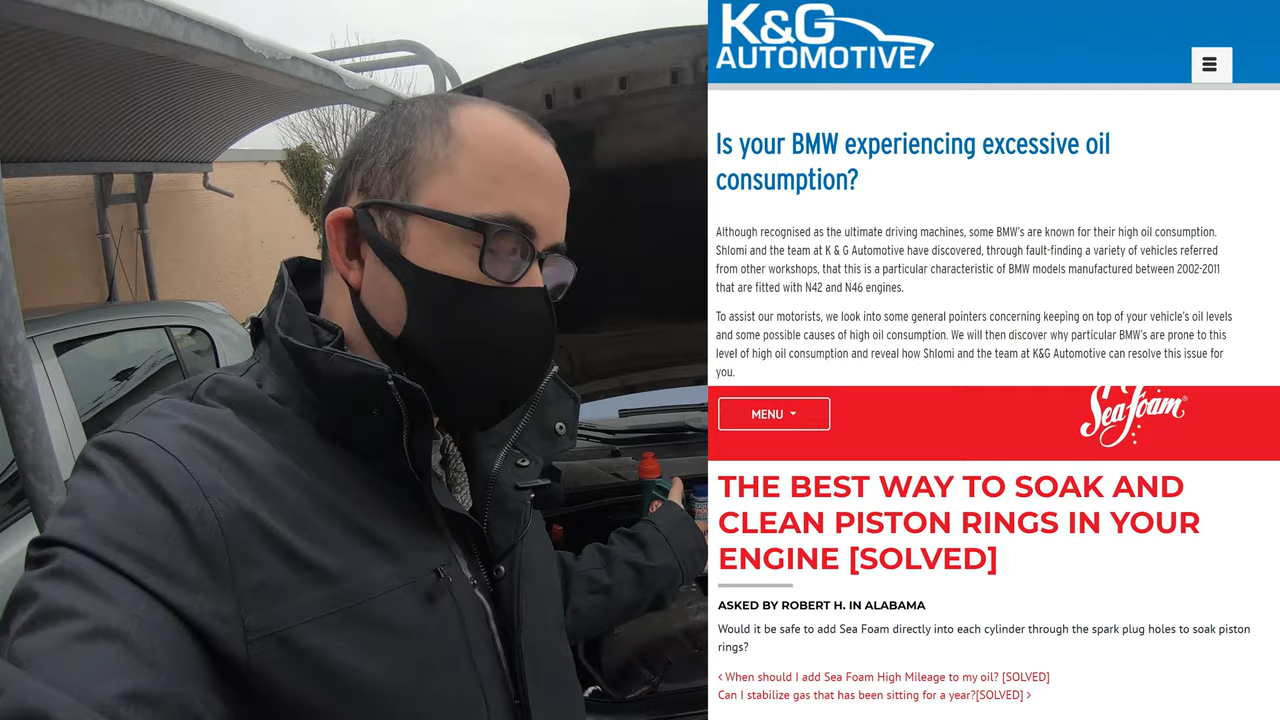 K&G
AUTOMOTIVE
Is your BMW experiencing excessive oil
consumption?
Although recognised as the ultimate driving machines, some BMW's are known for their high oil consumption.
Shlomi and the team at K & G Automotive have discovered, through fault-finding a variety of vehicles referred
from other workshops, that this is a particular characteristic of BMW models manufactured between 2002-2011
that are fitted with N42 and N46 engines.
To assist our motorists, we look into some general pointers concerning keeping on top of your vehicle's oil levels
and some possible causes of high oil consumption. We will then discover why particular BMW's are prone to this
level of high oil consumption and reveal how Shlomi and the team at K&G Automotive can resolve this issue for
you.
MENU
Sea Foam®
THE BEST WAY TO SOAK AND
CLEAN PISTON RINGS IN YOUR
ENGINE [SOLVED]
ASKED BY ROBERT H. IN ALABAMA
Would it be safe to add Sea Foam directly into each cylinder through the spark plug holes to soak piston
rings?
‹ When should I add Sea Foam High Mileage to my oil? [SOLVED]
Can I stabilize gas that has been sitting for a year?[SOLVED] ›